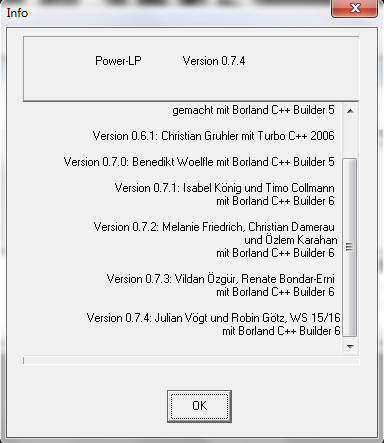 Info
Power-LP Version 0.7.4
gemacht mit Borland C++ Builder 5
Version 0.6.1: Christian Gruhler mit Turbo C++ 2006
Version 0.7.0: Benedikt Woelfle mit Borland C++ Builder 5
Version 0.7.1: Isabel König und Timo Collmann
mit Borland C++ Builder 6
Version 0.7.2: Melanie Friedrich, Christian Damerau
und Özlem Karahan
mit Borland C++ Builder 6
Version 0.7.3: Vildan Özgür, Renate Bondar-Erni
mit Borland C++ Builder 6
Version 0.7.4: Julian Vögt und Robin Götz, WS 15/16
mit Borland C++ Builder 6
OK